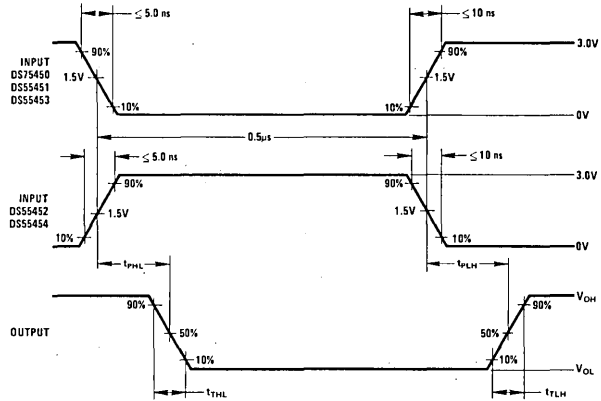 ≤ 5.0 ns
≤ 10 ns
90%
90%
3.0V
INPUT
DS75450
DS55451
DS55453
1.5V
1.5V
10%
10%
0V
0.5µs
≤ 5.0 ns
≤ 10 ns
90%
90%
3.0V
INPUT
DS55452
DS55454
1.5V
1.5V
10%
10%
0V
tPHL
tPLH
90%
90%
VOH
OUTPUT
50%
50%
10%
10%
VOL
tTHL
tTLH